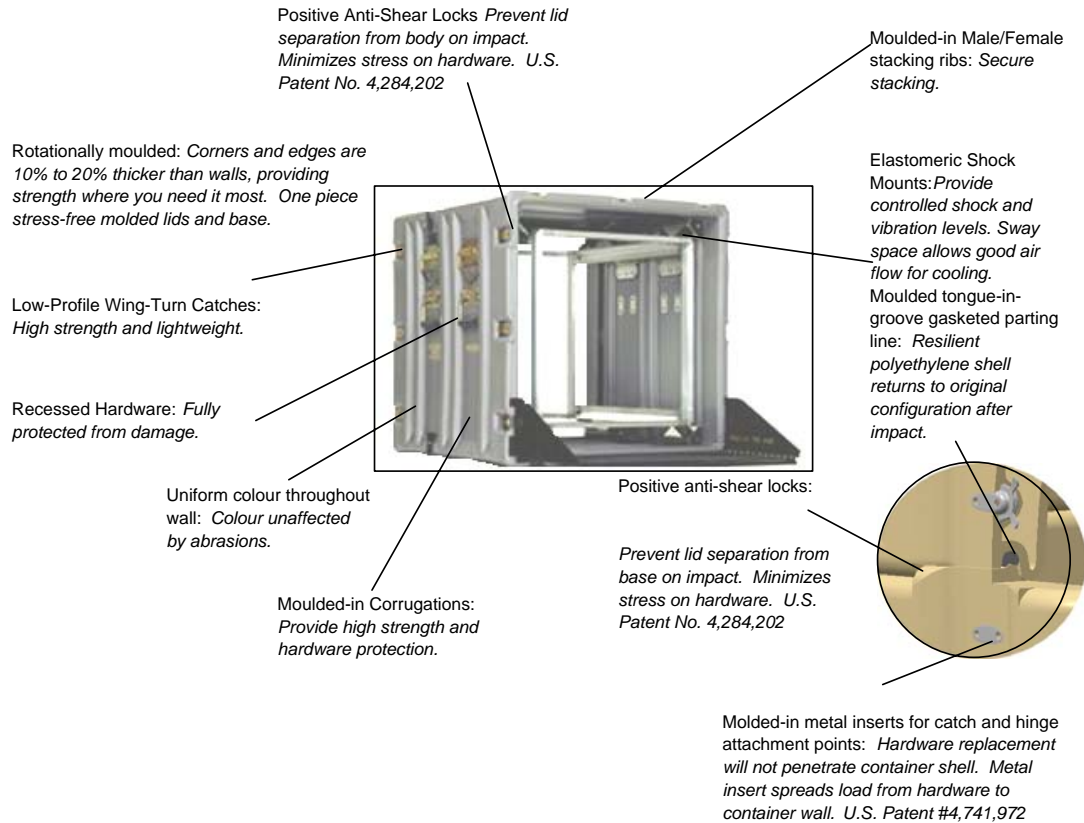 Positive Anti-Shear Locks Prevent lid
separation from body on impact.
Minimizes stress on hardware. U.S.
Patent No. 4,284,202
Moulded-in Male/Female
stacking ribs: Secure
stacking.
Rotationally moulded: Corners and edges are
10% to 20% thicker than walls, providing
strength where you need it most. One piece
stress-free molded lids and base.
Elastomeric Shock
Mounts:Provide
controlled shock and
vibration levels. Sway
space allows good air
flow for cooling.
Low-Profile Wing-Turn Catches:
High strength and lightweight.
Moulded tongue-in-
groove gasketed parting
line: Resilient
polyethylene shell
returns to original
configuration after
impact.
Recessed Hardware: Fully
protected from damage.
Uniform colour throughout
wall: Colour unaffected
by abrasions.
Positive anti-shear locks:
Prevent lid separation from
base on impact. Minimizes
stress on hardware. U.S.
Patent No. 4,284,202
Moulded-in Corrugations:
Provide high strength and
hardware protection.
Molded-in metal inserts for catch and hinge
attachment points: Hardware replacement
will not penetrate container shell. Metal
insert spreads load from hardware to
container wall. U.S. Patent #4,741,972